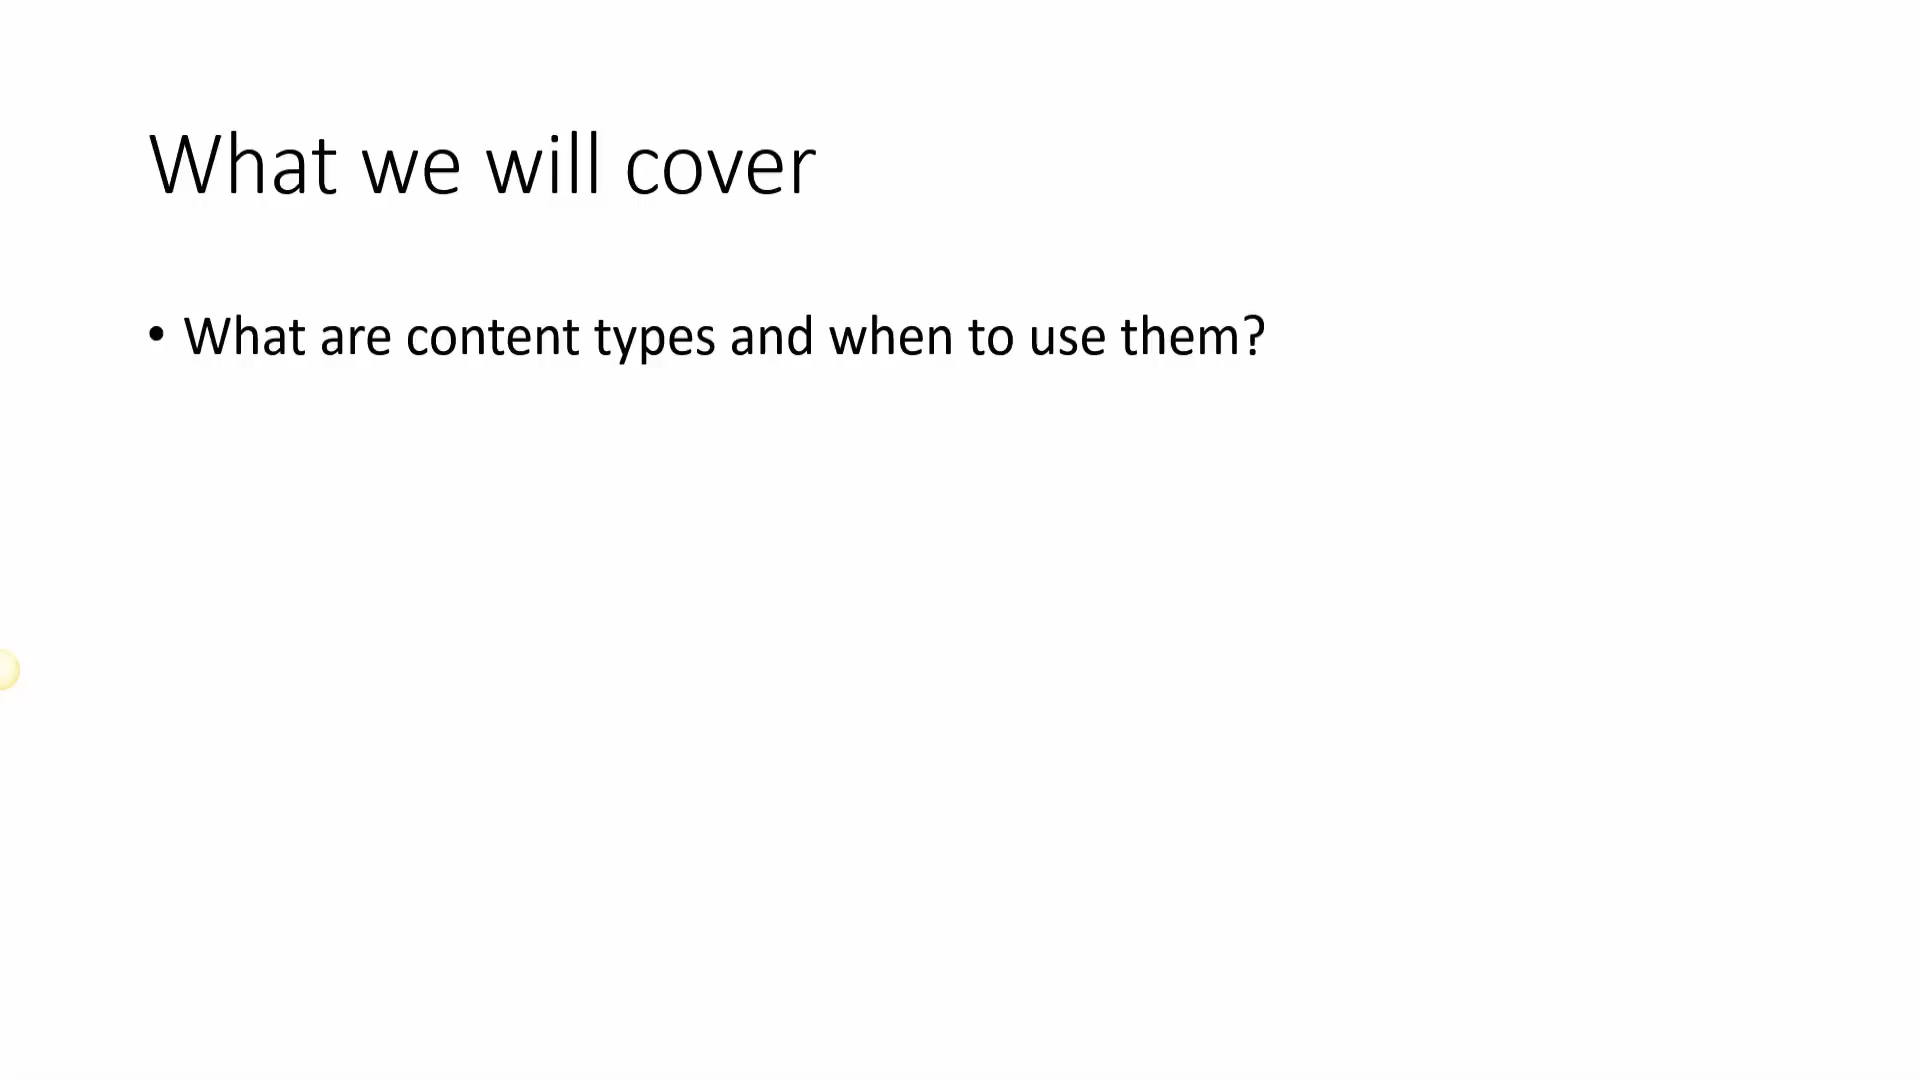 What we will cover
• What are content types and when to use them?